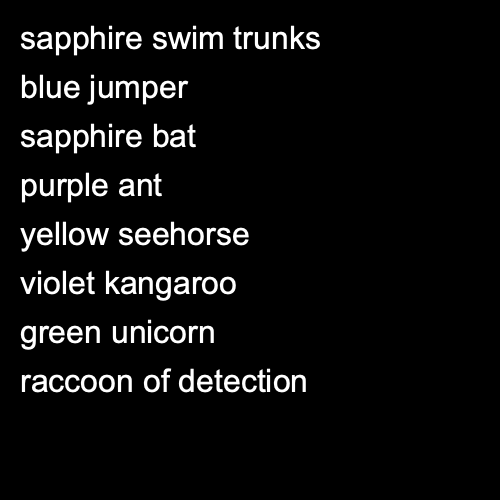 sapphire swim trunks
blue jumper
sapphire bat
purple ant
yellow seehorse
violet kangaroo
green unicorn
raccoon of detection